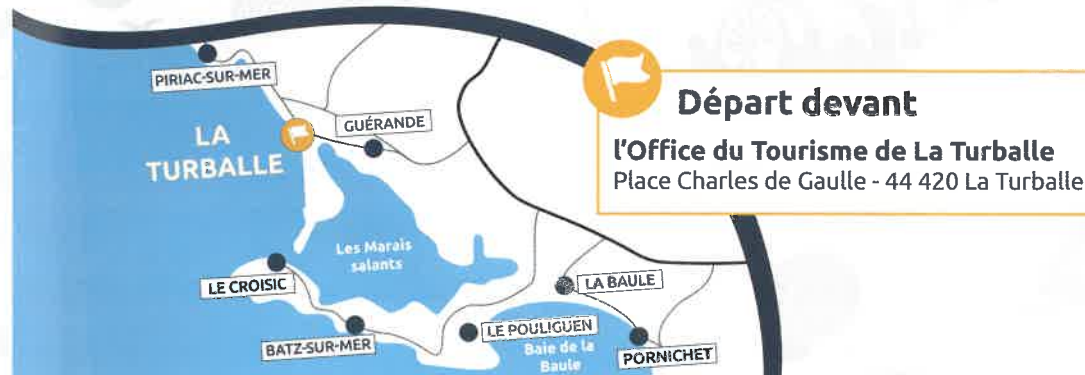 PIRIAC-SUR-MER
LA
TURBALLE
GUÉRANDE
Départ devant
l'Office du Tourisme de La Turballe
Place Charles de Gaulle - 44 420 La Turballe
Les Marais
salants
LE CROISIC
LA BAULE
BATZ-SUR-MER
LE POULIGUEN
Baie de la
Baule
PORNICHET